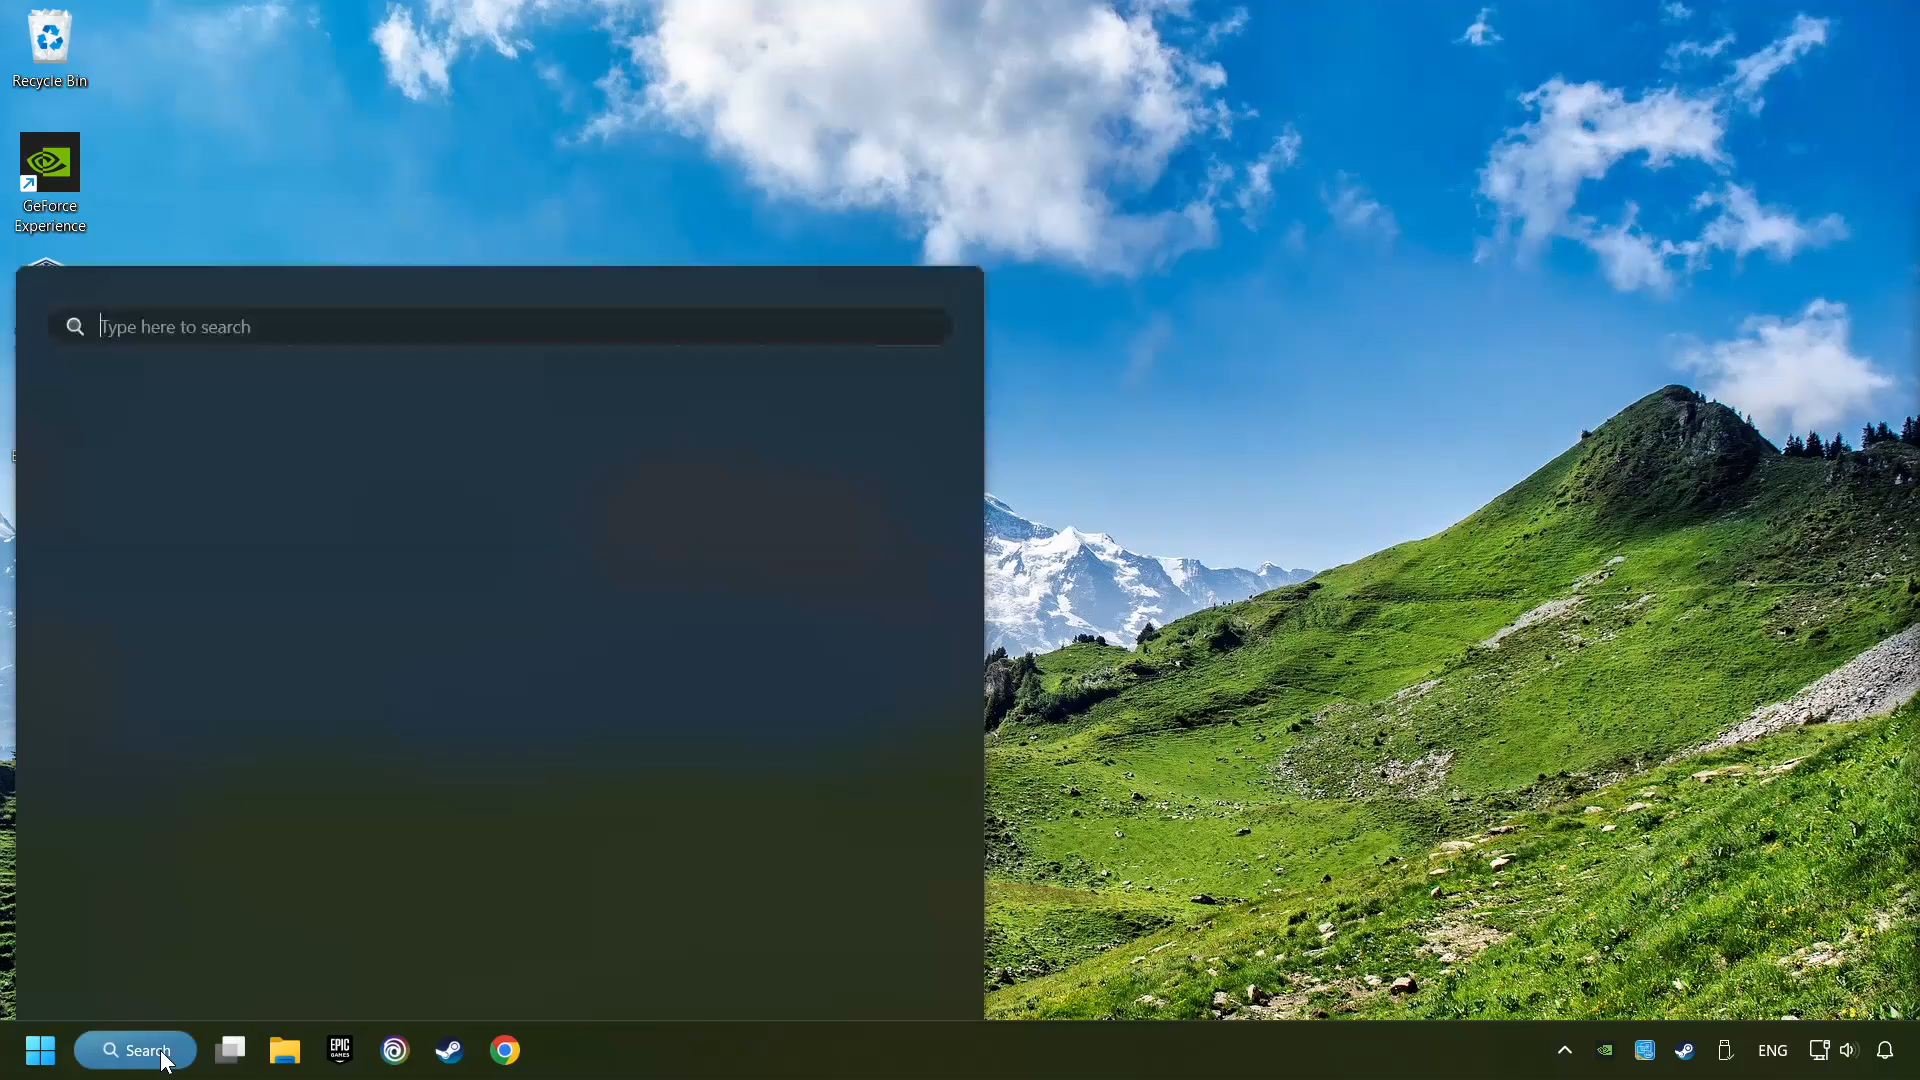 Recycle Bin
GeForce
Experience
Type here to search
Search
EPIC
GAMES
ENG